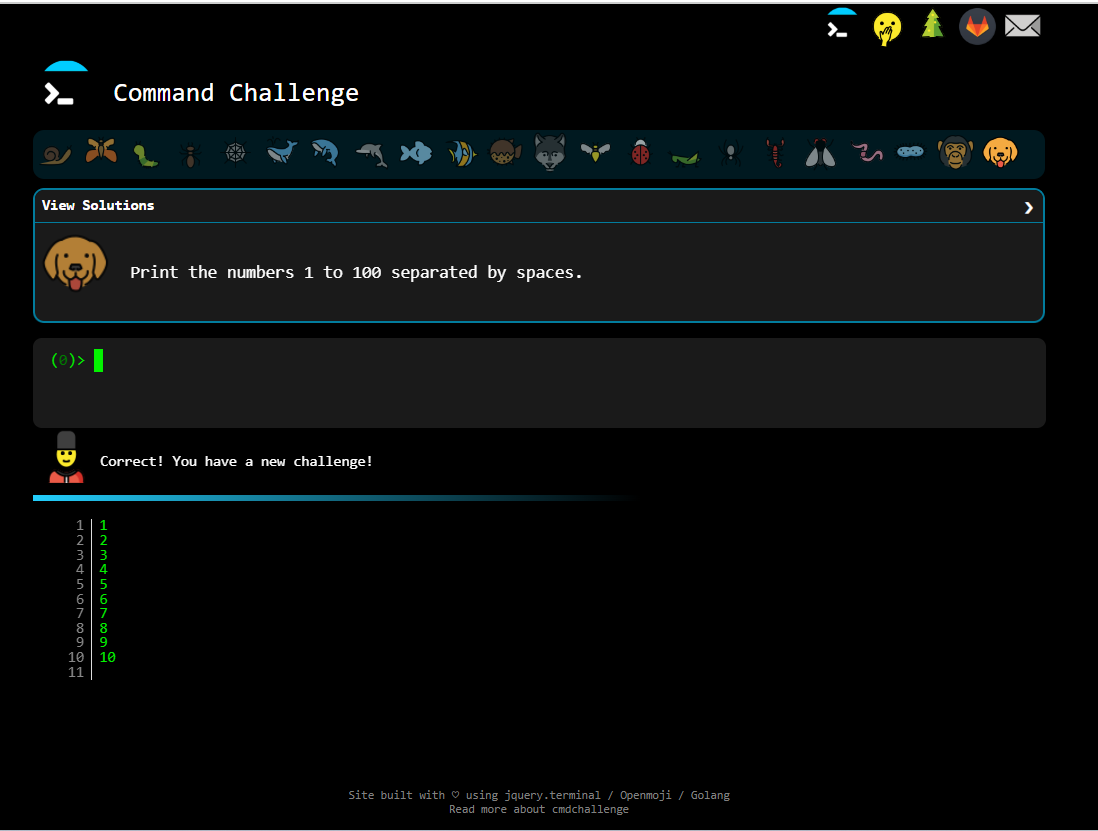 Command Challenge
View Solutions ❯
Print the numbers 1 to 100 separated by spaces.
(0)>
Correct! You have a new challenge!
1 1
2 2
3 3
4 4
5 5
6 6
7 7
8 8
9 9
10 10
11
Site built with ♡ using jquery.terminal / Openmoji / Golang
Read more about cmdchallenge